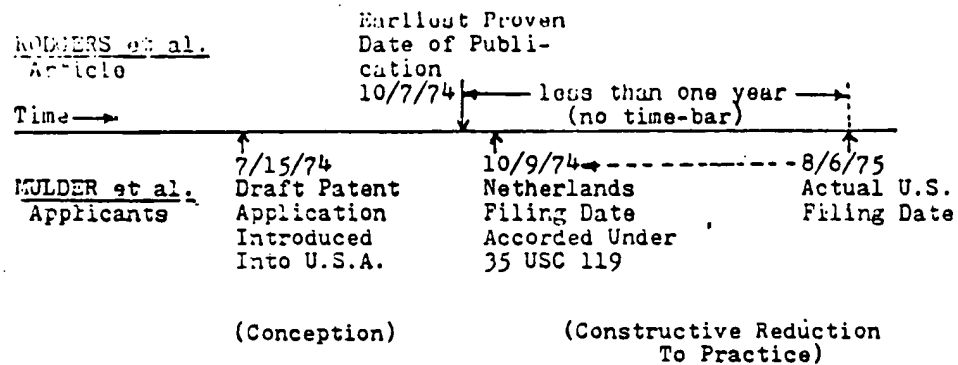 Earliest Proven
RODGERS et al. Date of Publi-
Article cation
10/7/74 less than one year
Time (no time-bar)
7/15/74 10/9/74 8/6/75
MULDER et al. Draft Patent Netherlands Actual U.S.
Applicants Application Filing Date Filing Date
Introduced Accorded Under
Into U.S.A. 35 USC 119
(Conception) (Constructive Reduction
To Practice)